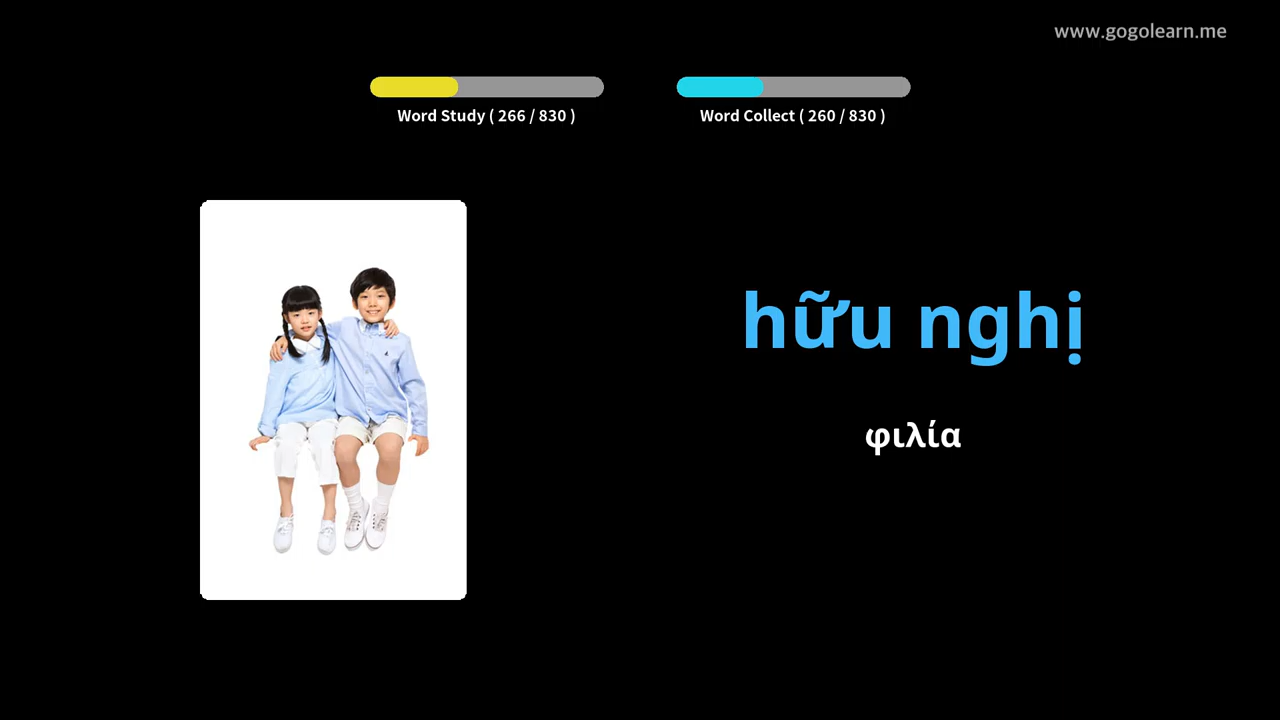 www.gogolearn.me
Word Study ( 266 / 830 )
Word Collect ( 260 / 830 )
hữu nghị
φιλία